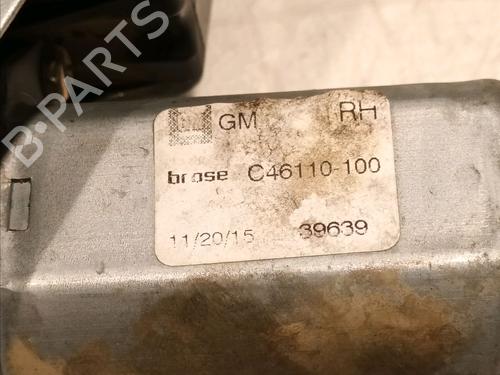 GM RH
brose C46110-100
11/20/15 39639
B-PARTS